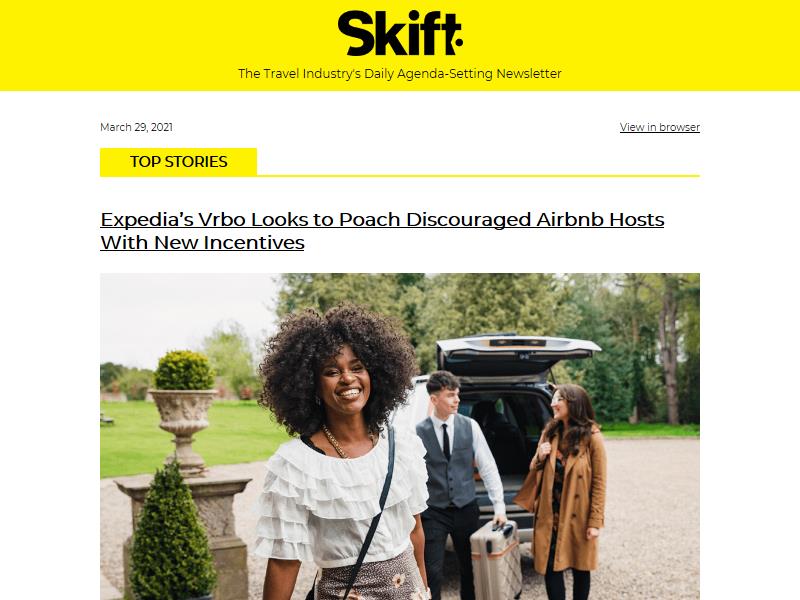 Skift
The Travel Industry's Daily Agenda-Setting Newsletter
March 29, 2021
View in browser
TOP STORIES
Expedia’s Vrbo Looks to Poach Discouraged Airbnb Hosts
With New Incentives